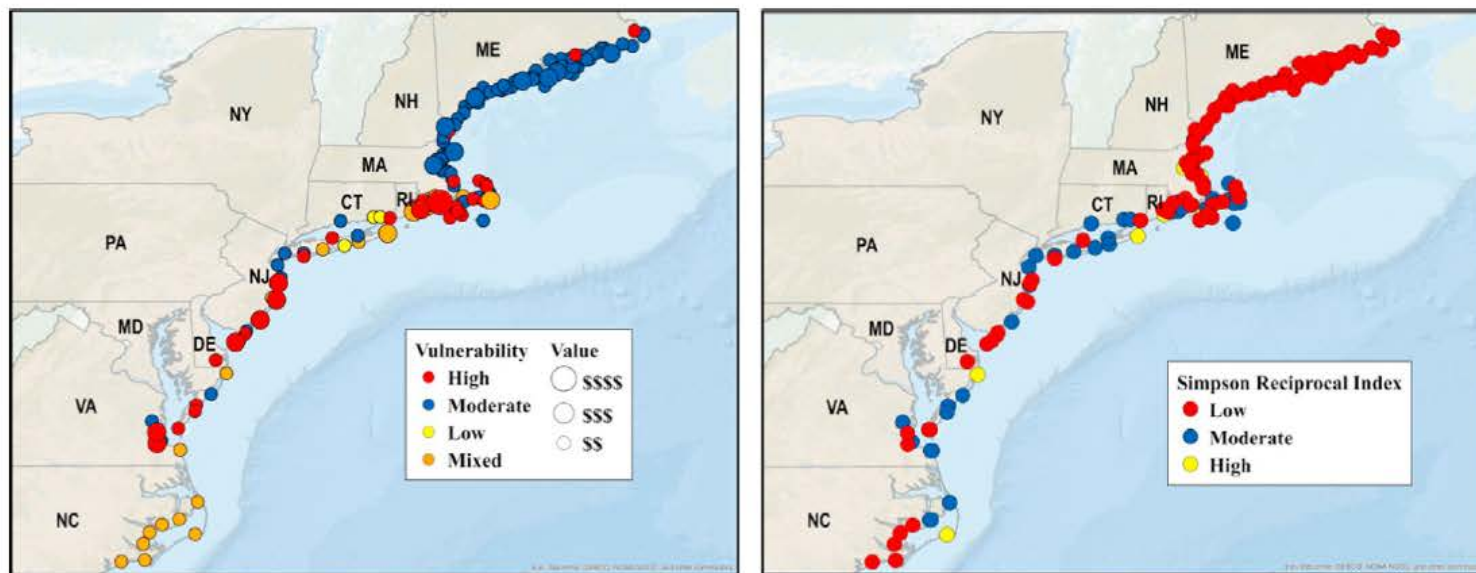 ME
NH
NY
MA
CT
RI
PA
NJ
MD
DE
VA
NC
Vulnerability
High
Moderate
Low
Mixed
Value
$$$$
$$$
$$
ME
NH
NY
MA
CT
RI
PA
NJ
MD
DE
VA
NC
Simpson Reciprocal Index
Low
Moderate
High